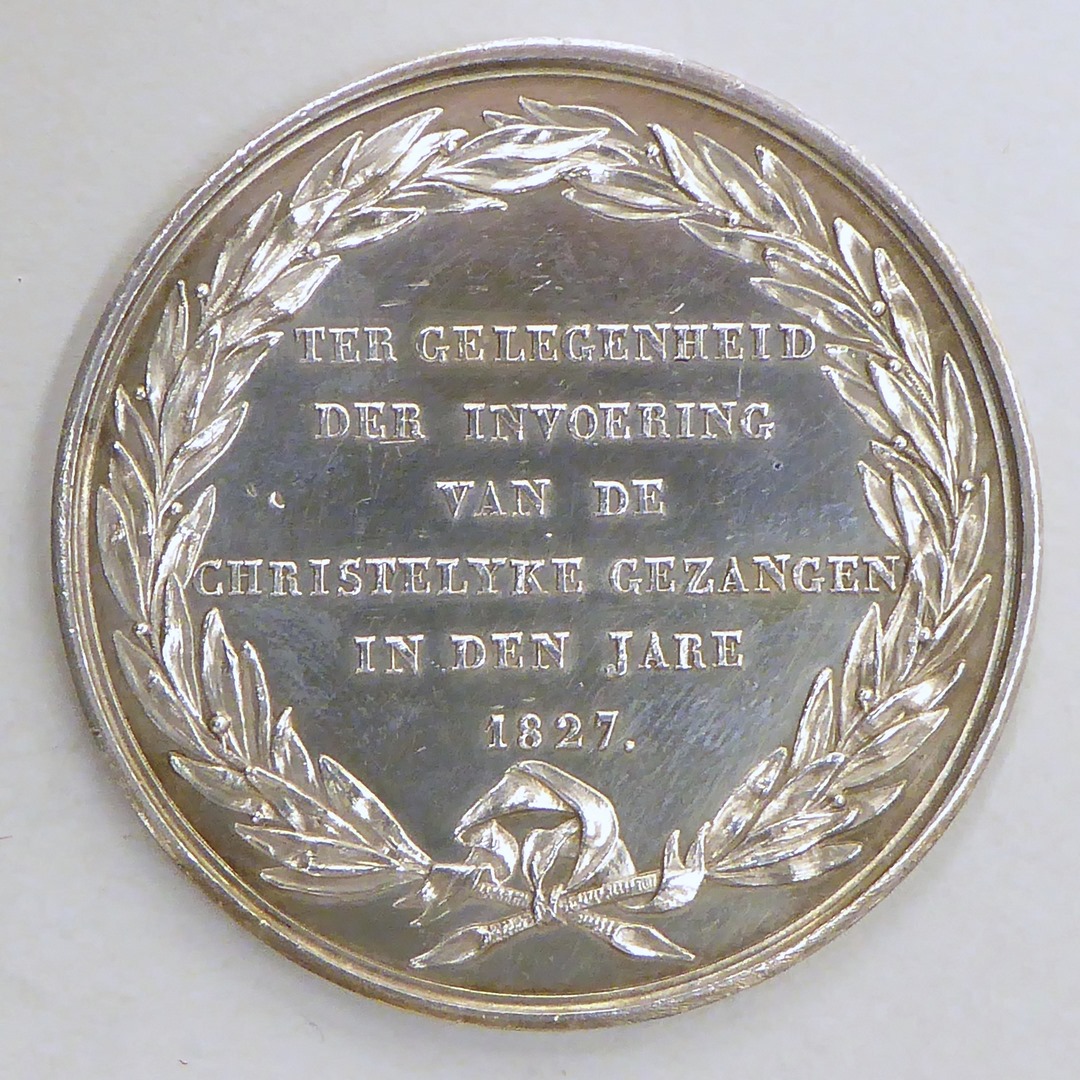 TER GELEGENHEID
DER INVOERING
VAN DE
CHRISTELYKE GEZANGEN
IN DEN JARE
1827.